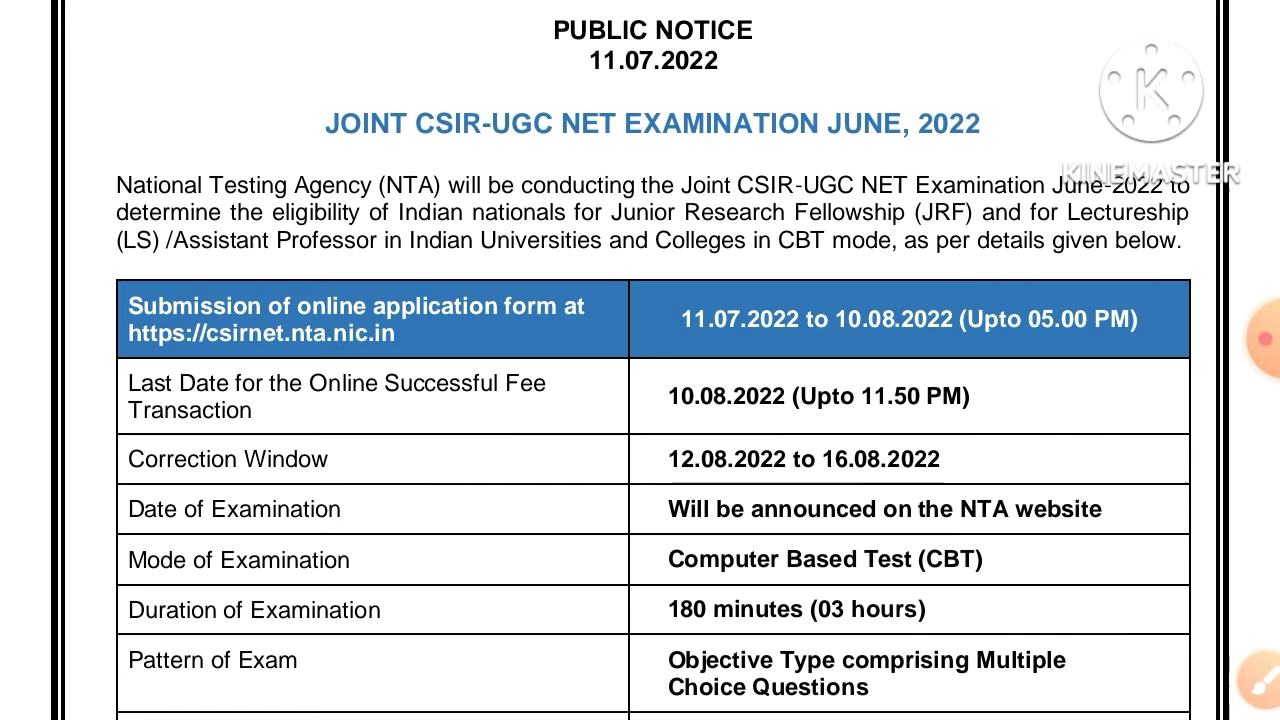 PUBLIC NOTICE
11.07.2022
JOINT CSIR-UGC NET EXAMINATION JUNE, 2022
K
KINEMASTER
National Testing Agency (NTA) will be conducting the Joint CSIR-UGC NET Examination June-2022 to
determine the eligibility of Indian nationals for Junior Research Fellowship (JRF) and for Lectureship
(LS) /Assistant Professor in Indian Universities and Colleges in CBT mode, as per details given below.
Submission of online application form at
https://csirnet.nta.nic.in
11.07.2022 to 10.08.2022 (Upto 05.00 PM)
Last Date for the Online Successful Fee
Transaction
10.08.2022 (Upto 11.50 PM)
Correction Window
12.08.2022 to 16.08.2022
Date of Examination
Will be announced on the NTA website
Mode of Examination
Computer Based Test (CBT)
Duration of Examination
180 minutes (03 hours)
Pattern of Exam
Objective Type comprising Multiple
Choice Questions